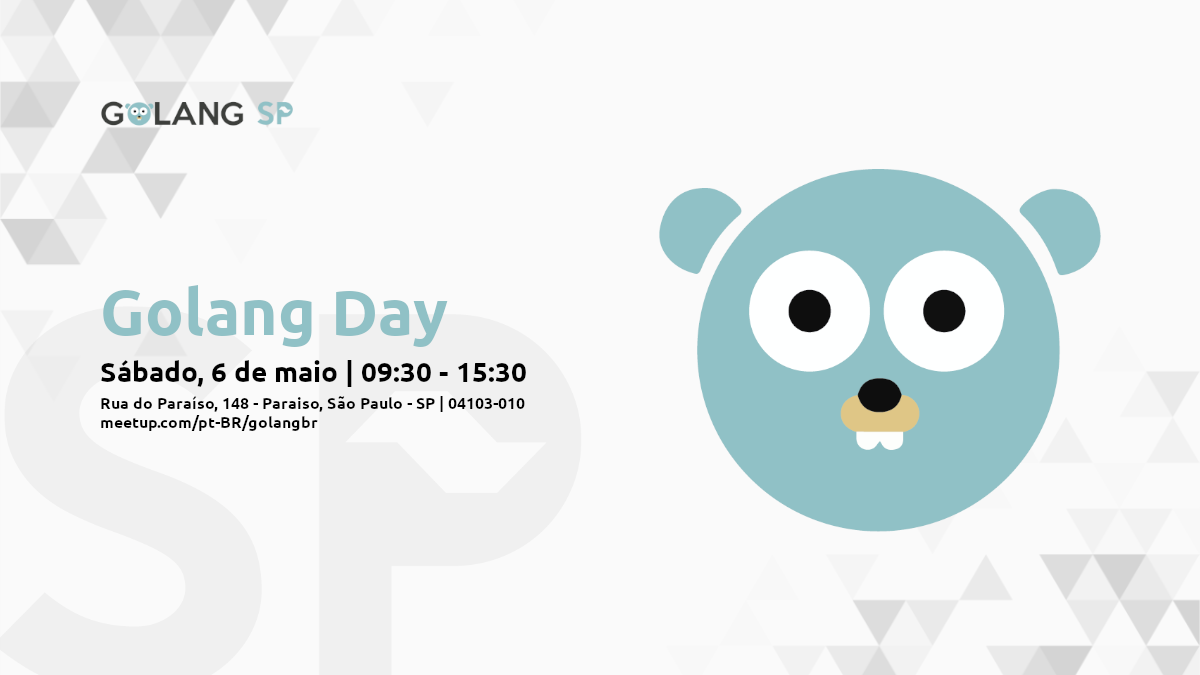 GOLANG SP
Golang Day
Sábado, 6 de maio | 09:30 - 15:30
Rua do Paraíso, 148 - Paraiso, São Paulo - SP | 04103-010
meetup.com/pt-BR/golangbr
SP